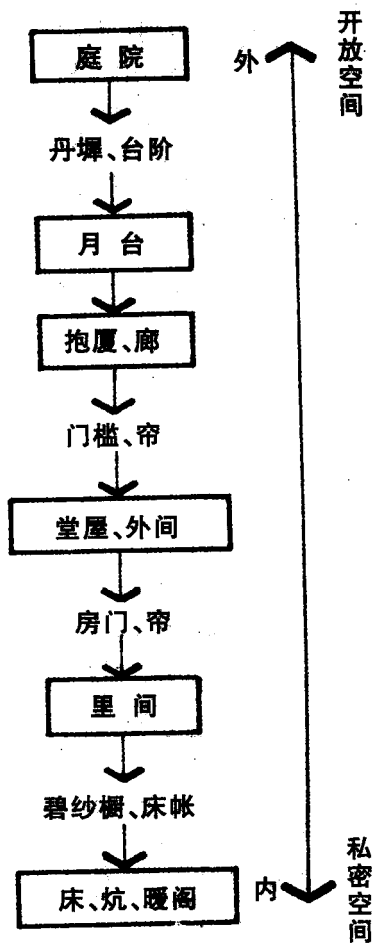 庭院
外
开放空间
丹墀、台阶
月台
抱厦、廊
门槛、帘
堂屋、外间
房门、帘
里间
碧纱橱、床帐
床、炕、暖阁
内
私密空间